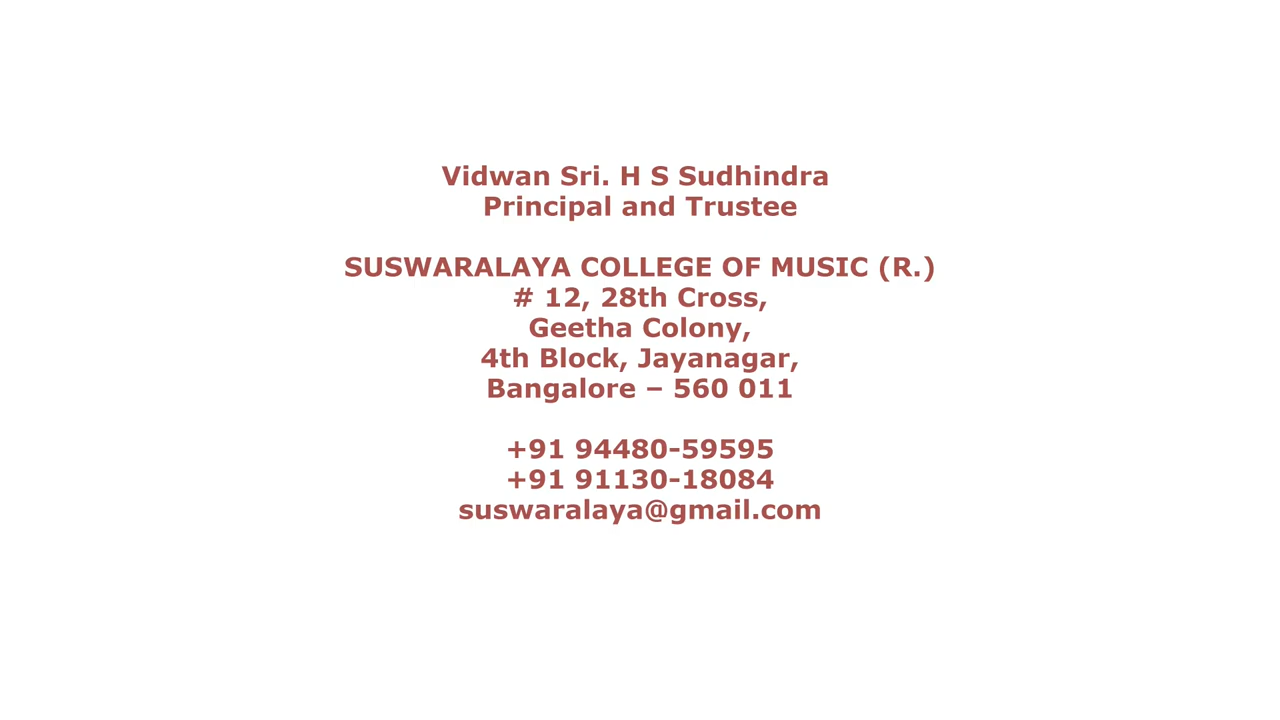 Vidwan Sri. H S Sudhindra
Principal and Trustee
SUSWARALAYA COLLEGE OF MUSIC (R.)
# 12, 28th Cross,
Geetha Colony,
4th Block, Jayanagar,
Bangalore – 560 011
+91 94480-59595
+91 91130-18084
suswaralaya@gmail.com